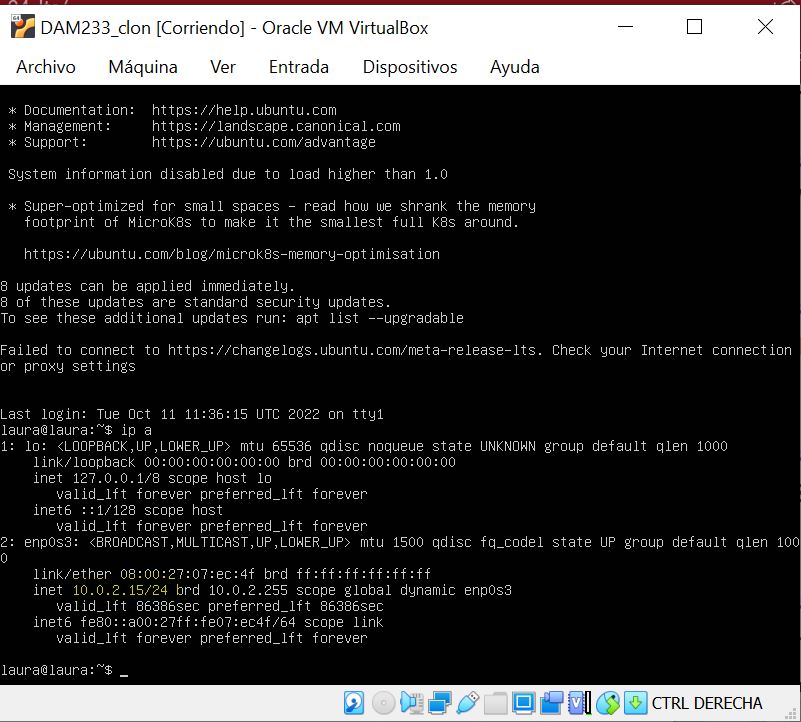 DAM233_clon [Corriendo] - Oracle VM VirtualBox
Archivo Máquina Ver Entrada Dispositivos Ayuda
* Documentation:  https://help.ubuntu.com
* Management:     https://landscape.canonical.com
* Support:        https://ubuntu.com/advantage
System information disabled due to load higher than 1.0
* Super-optimized for small spaces - read how we shrank the memory
footprint of MicroK8s to make it the smallest full K8s around.
https://ubuntu.com/blog/microk8s-memory-optimisation
8 updates can be applied immediately.
8 of these updates are standard security updates.
To see these additional updates run: apt list --upgradable
Failed to connect to https://changelogs.ubuntu.com/meta-release-lts. Check your Internet connection
or proxy settings
Last login: Tue Oct 11 11:36:15 UTC 2022 on tty1
laura@laura:~$ ip a
1: lo: <LOOPBACK,UP,LOWER_UP> mtu 65536 qdisc noqueue state UNKNOWN group default qlen 1000
link/loopback 00:00:00:00:00:00 brd 00:00:00:00:00:00
inet 127.0.0.1/8 scope host lo
valid_lft forever preferred_lft forever
inet6 ::1/128 scope host
valid_lft forever preferred_lft forever
2: enp0s3: <BROADCAST,MULTICAST,UP,LOWER_UP> mtu 1500 qdisc fq_codel state UP group default qlen 100
0
link/ether 08:00:27:07:ec:4f brd ff:ff:ff:ff:ff:ff
inet 10.0.2.15/24 brd 10.0.2.255 scope global dynamic enp0s3
valid_lft 86386sec preferred_lft 86386sec
inet6 fe80::a00:27ff:fe07:ec4f/64 scope link
valid_lft forever preferred_lft forever
laura@laura:~$ _
CTRL DERECHA